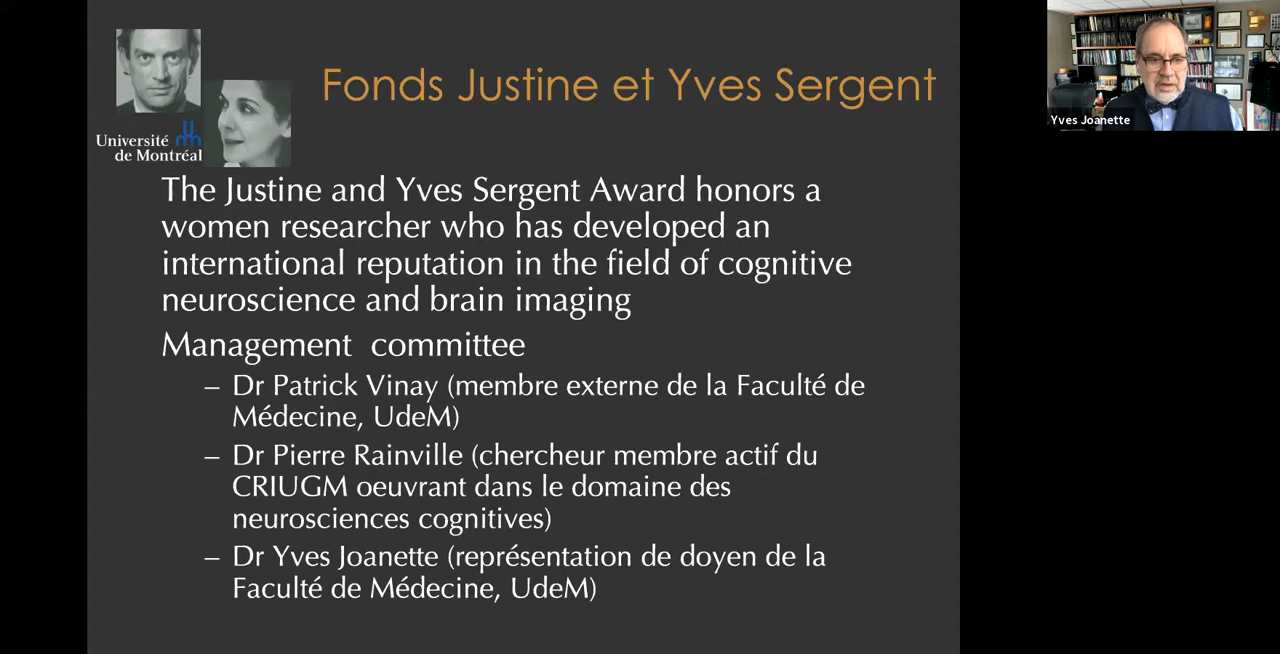 Fonds Justine et Yves Sergent
Université
de Montréal
The Justine and Yves Sergent Award honors a
women researcher who has developed an
international reputation in the field of cognitive
neuroscience and brain imaging
Management committee
– Dr Patrick Vinay (membre externe de la Faculté de
Médecine, UdeM)
– Dr Pierre Rainville (chercheur membre actif du
CRIUGM oeuvrant dans le domaine des
neurosciences cognitives)
– Dr Yves Joanette (représentation de doyen de la
Faculté de Médecine, UdeM)
Yves Joanette